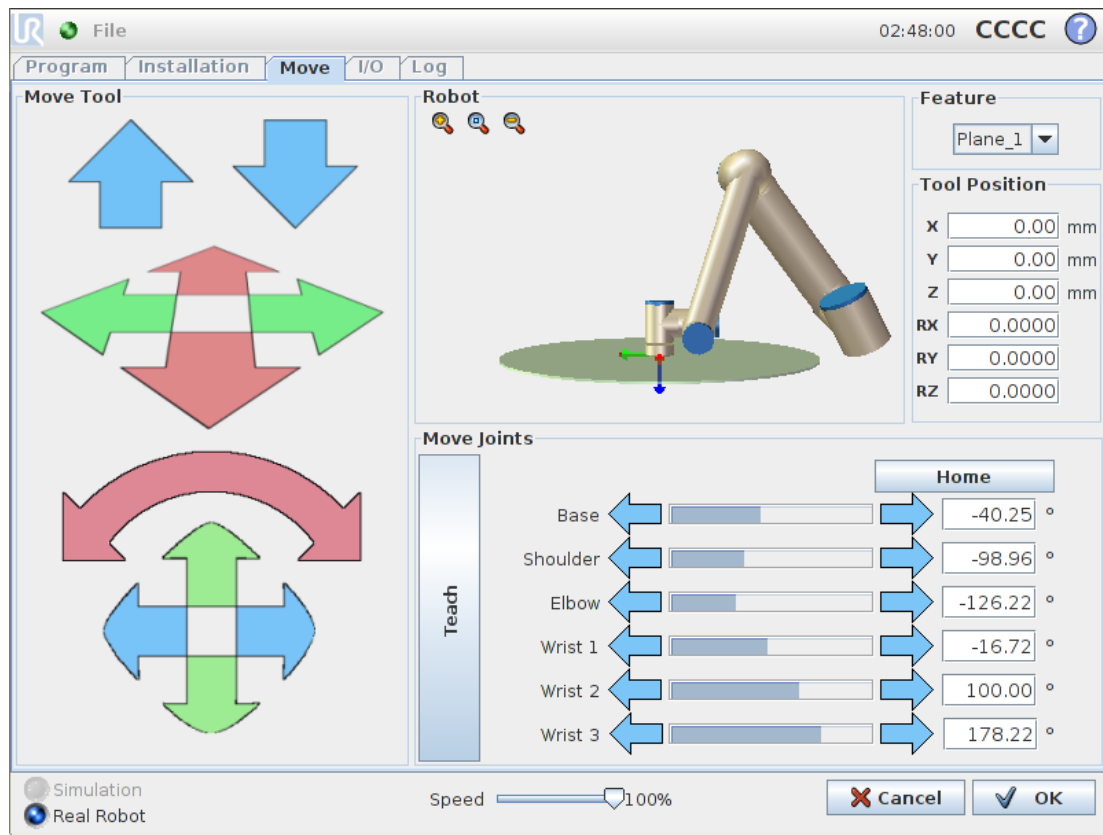 UR File 02:48:00 CCCC ?
Program Installation Move I/O Log
Move Tool
Robot
Feature
Plane_1
Tool Position
X 0.00 mm
Y 0.00 mm
Z 0.00 mm
RX 0.0000
RY 0.0000
RZ 0.0000
Move Joints
Teach
Home
Base -40.25 °
Shoulder -98.96 °
Elbow -126.22 °
Wrist 1 -16.72 °
Wrist 2 100.00 °
Wrist 3 178.22 °
Simulation
Real Robot
Speed 100%
Cancel OK